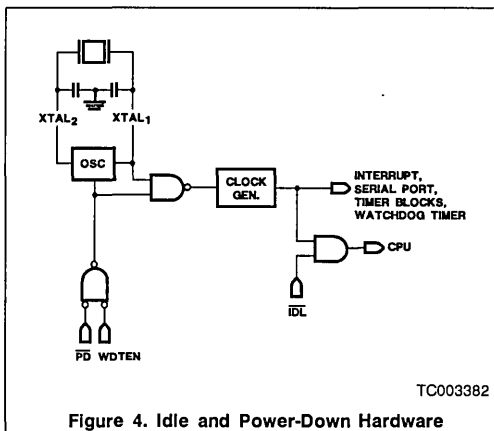 XTAL₂
XTAL₁
OSC
CLOCK
GEN.
INTERRUPT,
SERIAL PORT,
TIMER BLOCKS,
WATCHDOG TIMER
CPU
IDL
PD WDTEN
TC003382
Figure 4. Idle and Power-Down Hardware